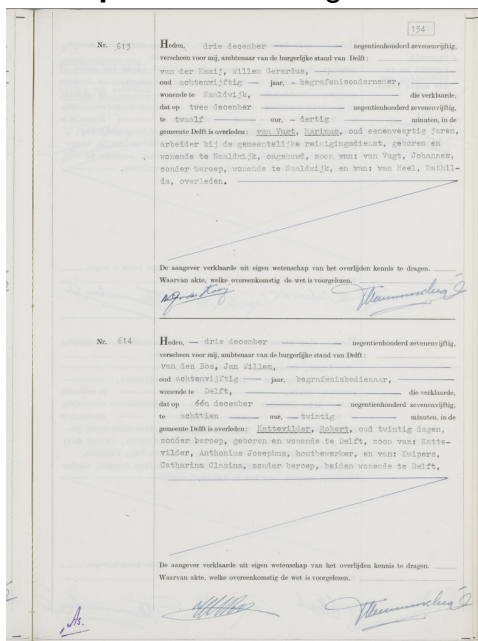 154
Nr. 613
Heden, drie december negentienhonderd zevenenvijftig,
verscheen voor mij, ambtenaar van de burgerlijke stand van Delft:
van der Kaaij, Willem Gerardus,
oud achtenvijftig jaar, - begrafenisondernemer,
wonende te Naaldwijk, die verklaarde,
dat op twee december negentienhonderd zevenenvijftig,
te twaalf uur, - dertig minuten, in de
gemeente Delft is overleden: van Vugt, Marinus, oud eenenveertig jaren,
arbeider bij de gemeentelijke reinigingsdienst, geboren en
wonende te Naaldwijk, ongehuwd, zoon van: van Vugt, Johannes,
zonder beroep, wonende te Naaldwijk, en van: van Heel, Mathil-
da, overleden.
De aangever verklaarde uit eigen wetenschap van het overlijden kennis te dragen.
Waarvan akte, welke overeenkomstig de wet is voorgelezen.
Nr. 614
Heden, — drie december negentienhonderd zevenenvijftig,
verscheen voor mij, ambtenaar van de burgerlijke stand van Delft:
van den Bos, Jan Willem,
oud achtenvijftig jaar, begrafenisbedienaar,
wonende te Delft, die verklaarde,
dat op één december negentienhonderd zevenenvijftig,
te achttien uur, — twintig minuten, in de
gemeente Delft is overleden: Kattevilder, Robert, oud twintig dagen,
zonder beroep, geboren en wonende te Delft, zoon van: Katte-
vilder, Anthonius Josephus, houtbewerker, en van: Kuipers,
Catharina Clasina, zonder beroep, beiden wonende te Delft.
De aangever verklaarde uit eigen wetenschap van het overlijden kennis te dragen.
Waarvan akte, welke overeenkomstig de wet is voorgelezen.
As.